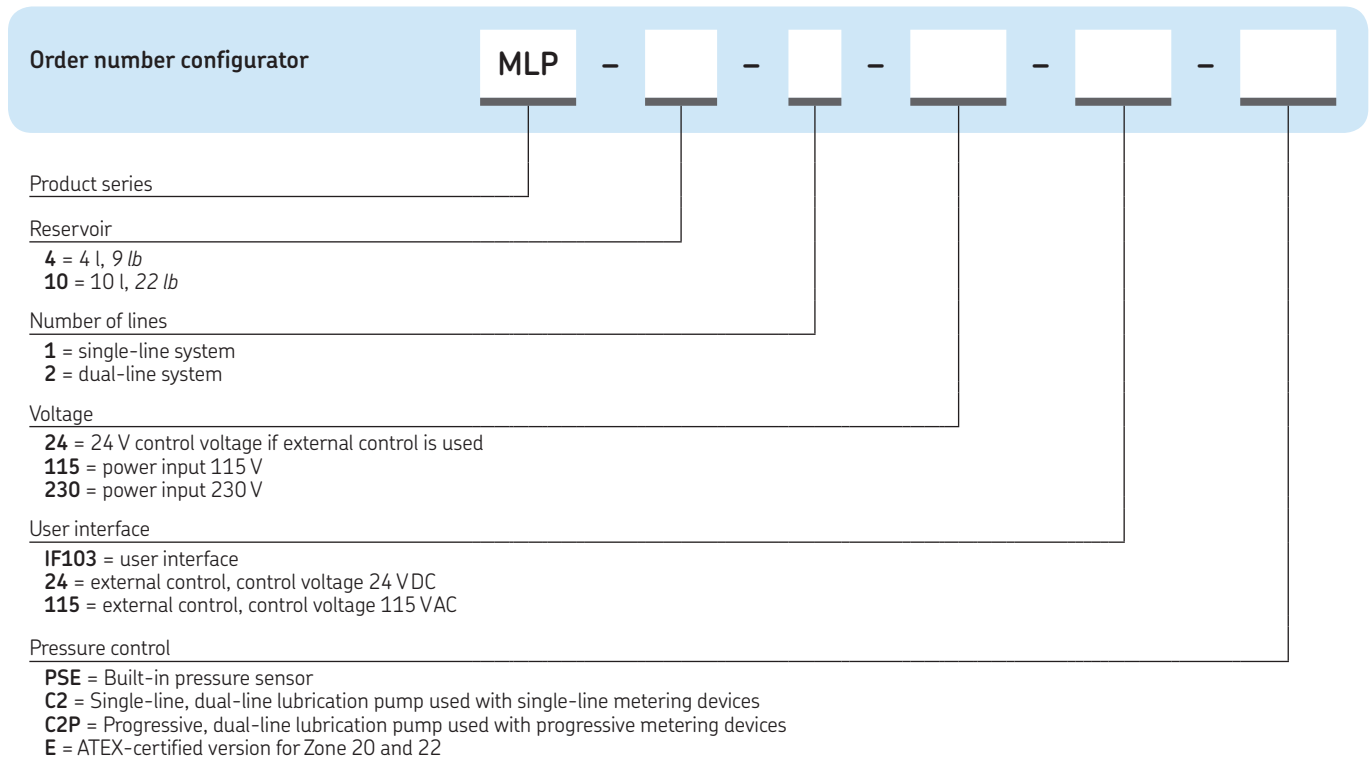 Order number configurator MLP – – – – –
Product series
Reservoir
4 = 4 l, 9 lb
10 = 10 l, 22 lb
Number of lines
1 = single-line system
2 = dual-line system
Voltage
24 = 24 V control voltage if external control is used
115 = power input 115 V
230 = power input 230 V
User interface
IF103 = user interface
24 = external control, control voltage 24 VDC
115 = external control, control voltage 115 VAC
Pressure control
PSE = Built-in pressure sensor
C2 = Single-line, dual-line lubrication pump used with single-line metering devices
C2P = Progressive, dual-line lubrication pump used with progressive metering devices
E = ATEX-certified version for Zone 20 and 22